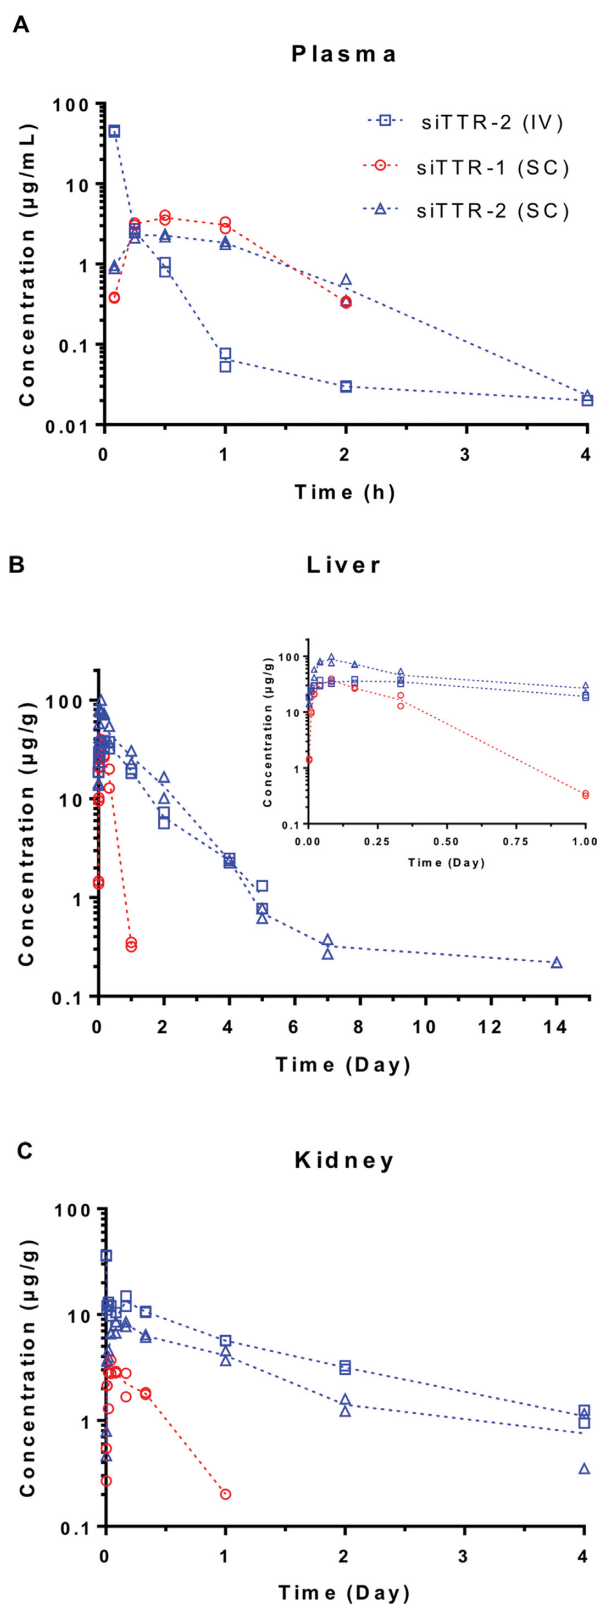 A
Plasma
Concentration (μg/mL)
100
10
1
0.1
0.01
siTTR-2 (IV)
siTTR-1 (SC)
siTTR-2 (SC)
0 1 2 3 4
Time (h)
B
Liver
Concentration (μg/g)
100
10
1
0.1
Concentration (μg/g)
100
10
1
0.1
0.00 0.25 0.50 0.75 1.00
Time (Day)
0 2 4 6 8 10 12 14
Time (Day)
C
Kidney
Concentration (μg/g)
100
10
1
0.1
0 1 2 3 4
Time (Day)